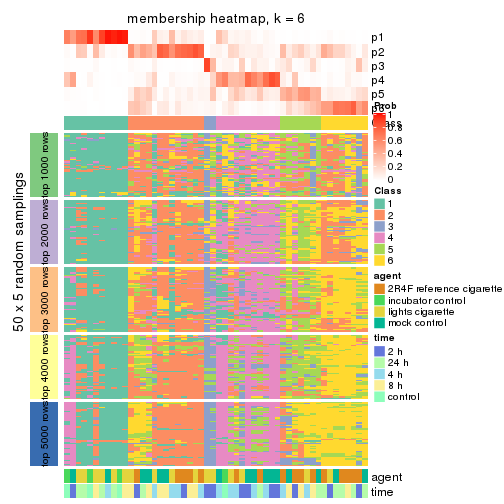 membership heatmap, k = 6
p1
p2
p3
p4
p5
p6
Class
50 x 5 random samplings
top 1000 rows
top 2000 rows
top 3000 rows
top 4000 rows
top 5000 rows
agent
time
Prob
1
0.8
0.6
0.4
0.2
0
Class
1
2
3
4
5
6
agent
2R4F reference cigarette
incubator control
lights cigarette
mock control
time
2 h
24 h
4 h
8 h
control